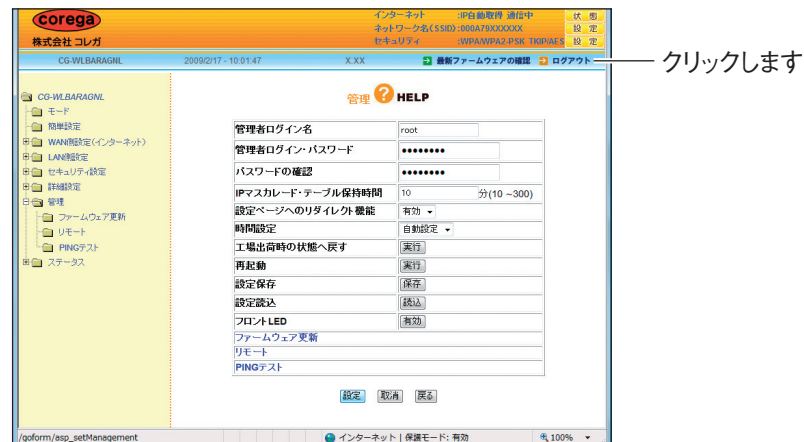 corega
株式会社 コレガ
インターネット :IP自動取得 通信中 状 態
ネットワーク名(SSID) :000A79XXXXXX 設 定
セキュリティ :WPA/WPA2-PSK TKIP/AES 設 定
CG-WLBARAGNL 2009/2/17 - 10:01:47 X.XX 最新ファームウェアの確認 ログアウト
クリックします
CG-WLBARAGNL
モード
簡単設定
WAN側設定(インターネット)
LAN側設定
セキュリティ設定
詳細設定
管理
ファームウェア更新
リモート
PINGテスト
ステータス
管理 ? HELP
管理者ログイン名 root
管理者ログイン・パスワード ••••••••
パスワードの確認 ••••••••
IPマスカレード・テーブル保持時間 10 分(10 ~300)
設定ページへのリダイレクト機能 有効
時間設定 自動設定
工場出荷時の状態へ戻す 実行
再起動 実行
設定保存 保存
設定読込 読込
フロントLED 有効
ファームウェア更新
リモート
PINGテスト
設定 取消 戻る
/goform/asp_setManagement インターネット | 保護モード: 有効 100%